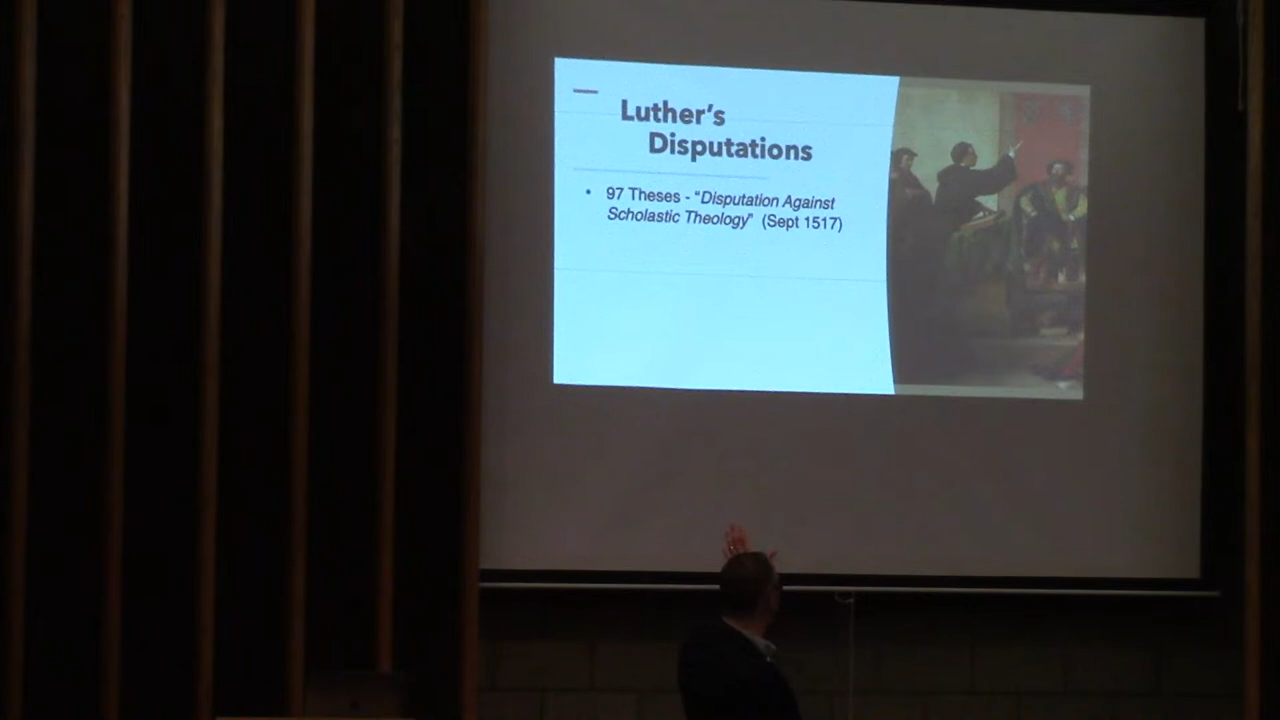 Luther's
Disputations
• 97 Theses - "Disputation Against
Scholastic Theology" (Sept 1517)